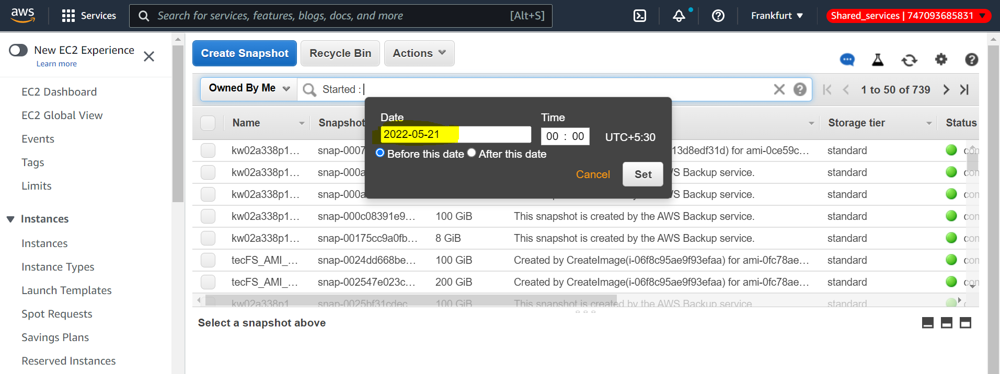 aws
Services
Search for services, features, blogs, docs, and more
[Alt+S]
Frankfurt
Shared_services | 747093685831
New EC2 Experience
Learn more
EC2 Dashboard
EC2 Global View
Events
Tags
Limits
Instances
Instances
Instance Types
Launch Templates
Spot Requests
Savings Plans
Reserved Instances
Create Snapshot
Recycle Bin
Actions
Owned By Me
Started :
1 to 50 of 739
Date
Time
2022-05-21
00 : 00
UTC+5:30
Before this date
After this date
Cancel
Set
Name
Snapshot
Storage tier
Status
kw02a338p1... snap-0007 13d8edf31d) for ami-0ce59c... standard
kw02a338p1... snap-000a Backup service. standard
kw02a338p1... snap-000a Backup service. standard
kw02a338p1... snap-000c08391e9... 100 GiB This snapshot is created by the AWS Backup service. standard
kw02a338p1... snap-00175cc9a0fb... 8 GiB This snapshot is created by the AWS Backup service. standard
tecFS_AMI_... snap-0024dd668be... 100 GiB Created by CreateImage(i-06f8c95ae9f93efaa) for ami-0fc78ae... standard
tecFS_AMI_... snap-002547e023c... 200 GiB Created by CreateImage(i-06f8c95ae9f93efaa) for ami-0fc78ae... standard
kw02a338p1 snap-0025bf31cdec 100 GiB This snapshot is created by the AWS Backup service standard
Select a snapshot above